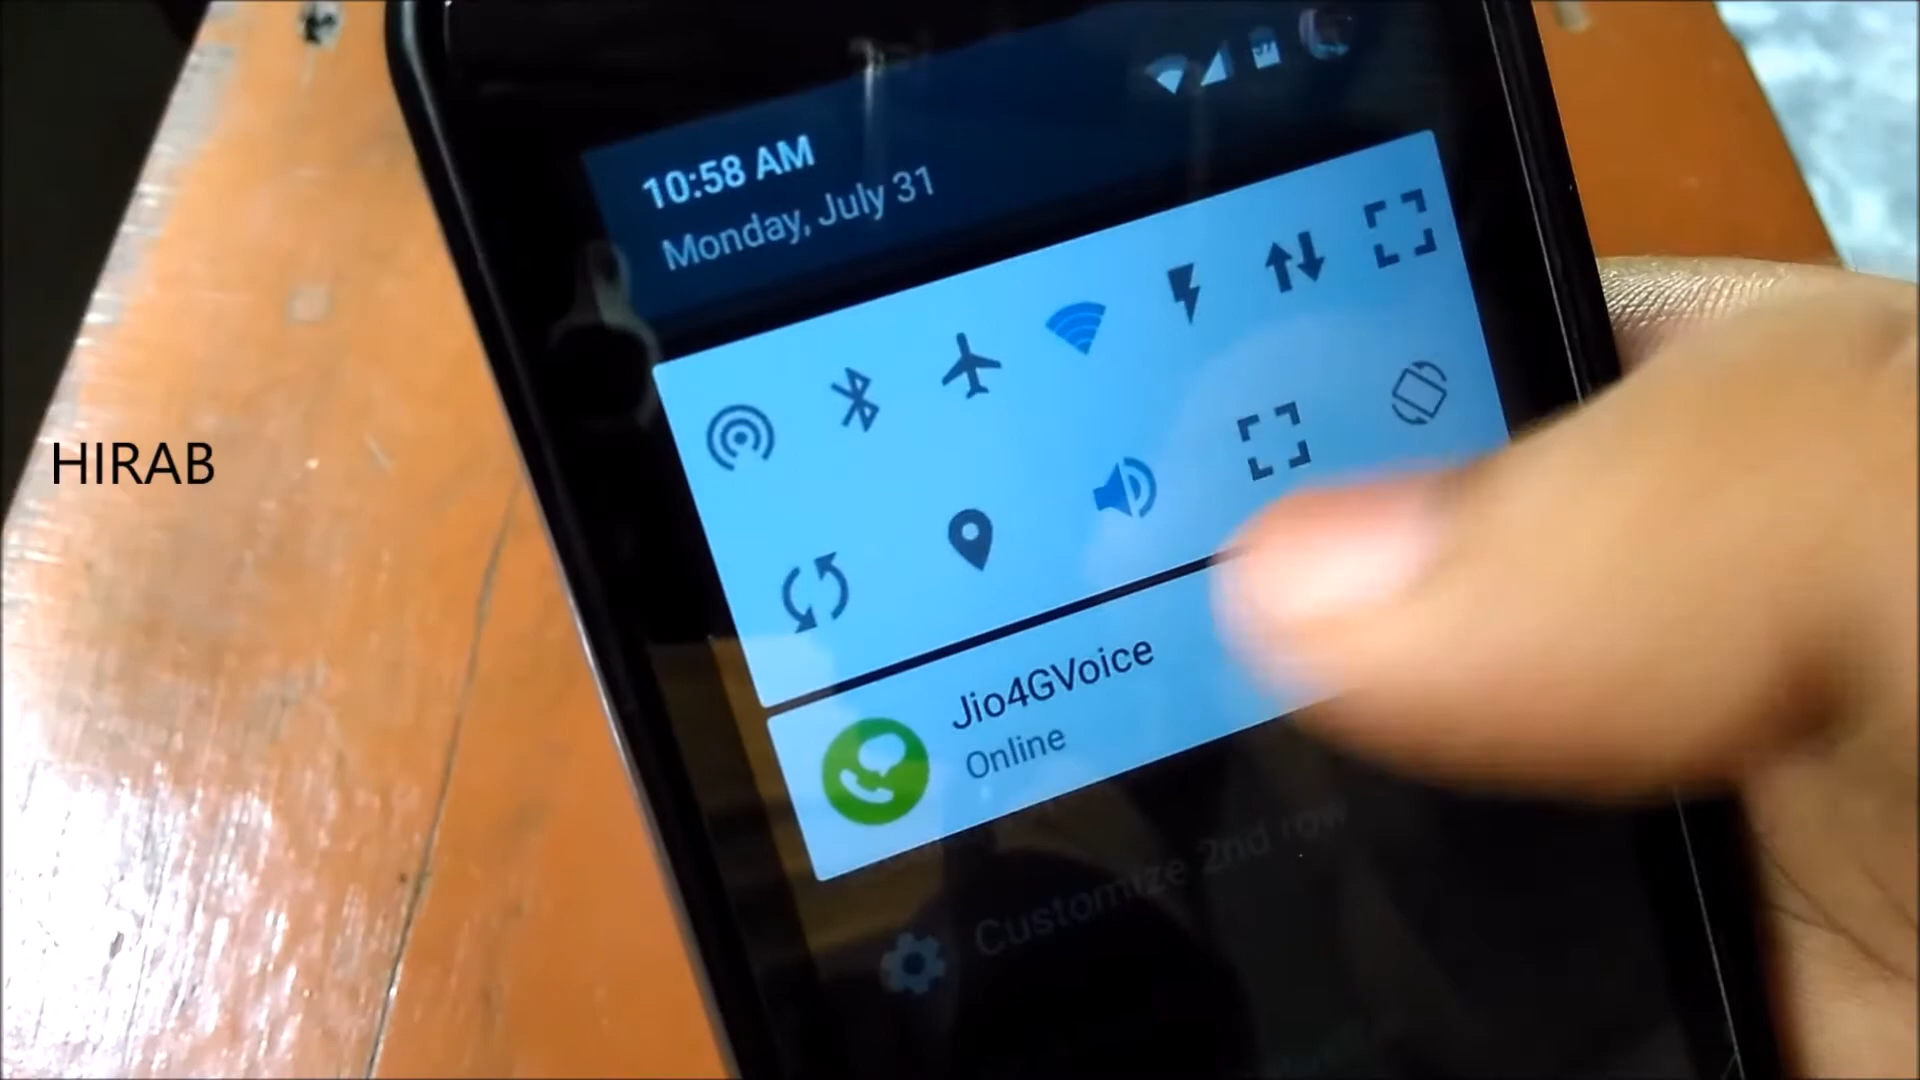 10:58 AM
Monday, July 31
HIRAB
Jio4GVoice
Online
Customize 2nd row